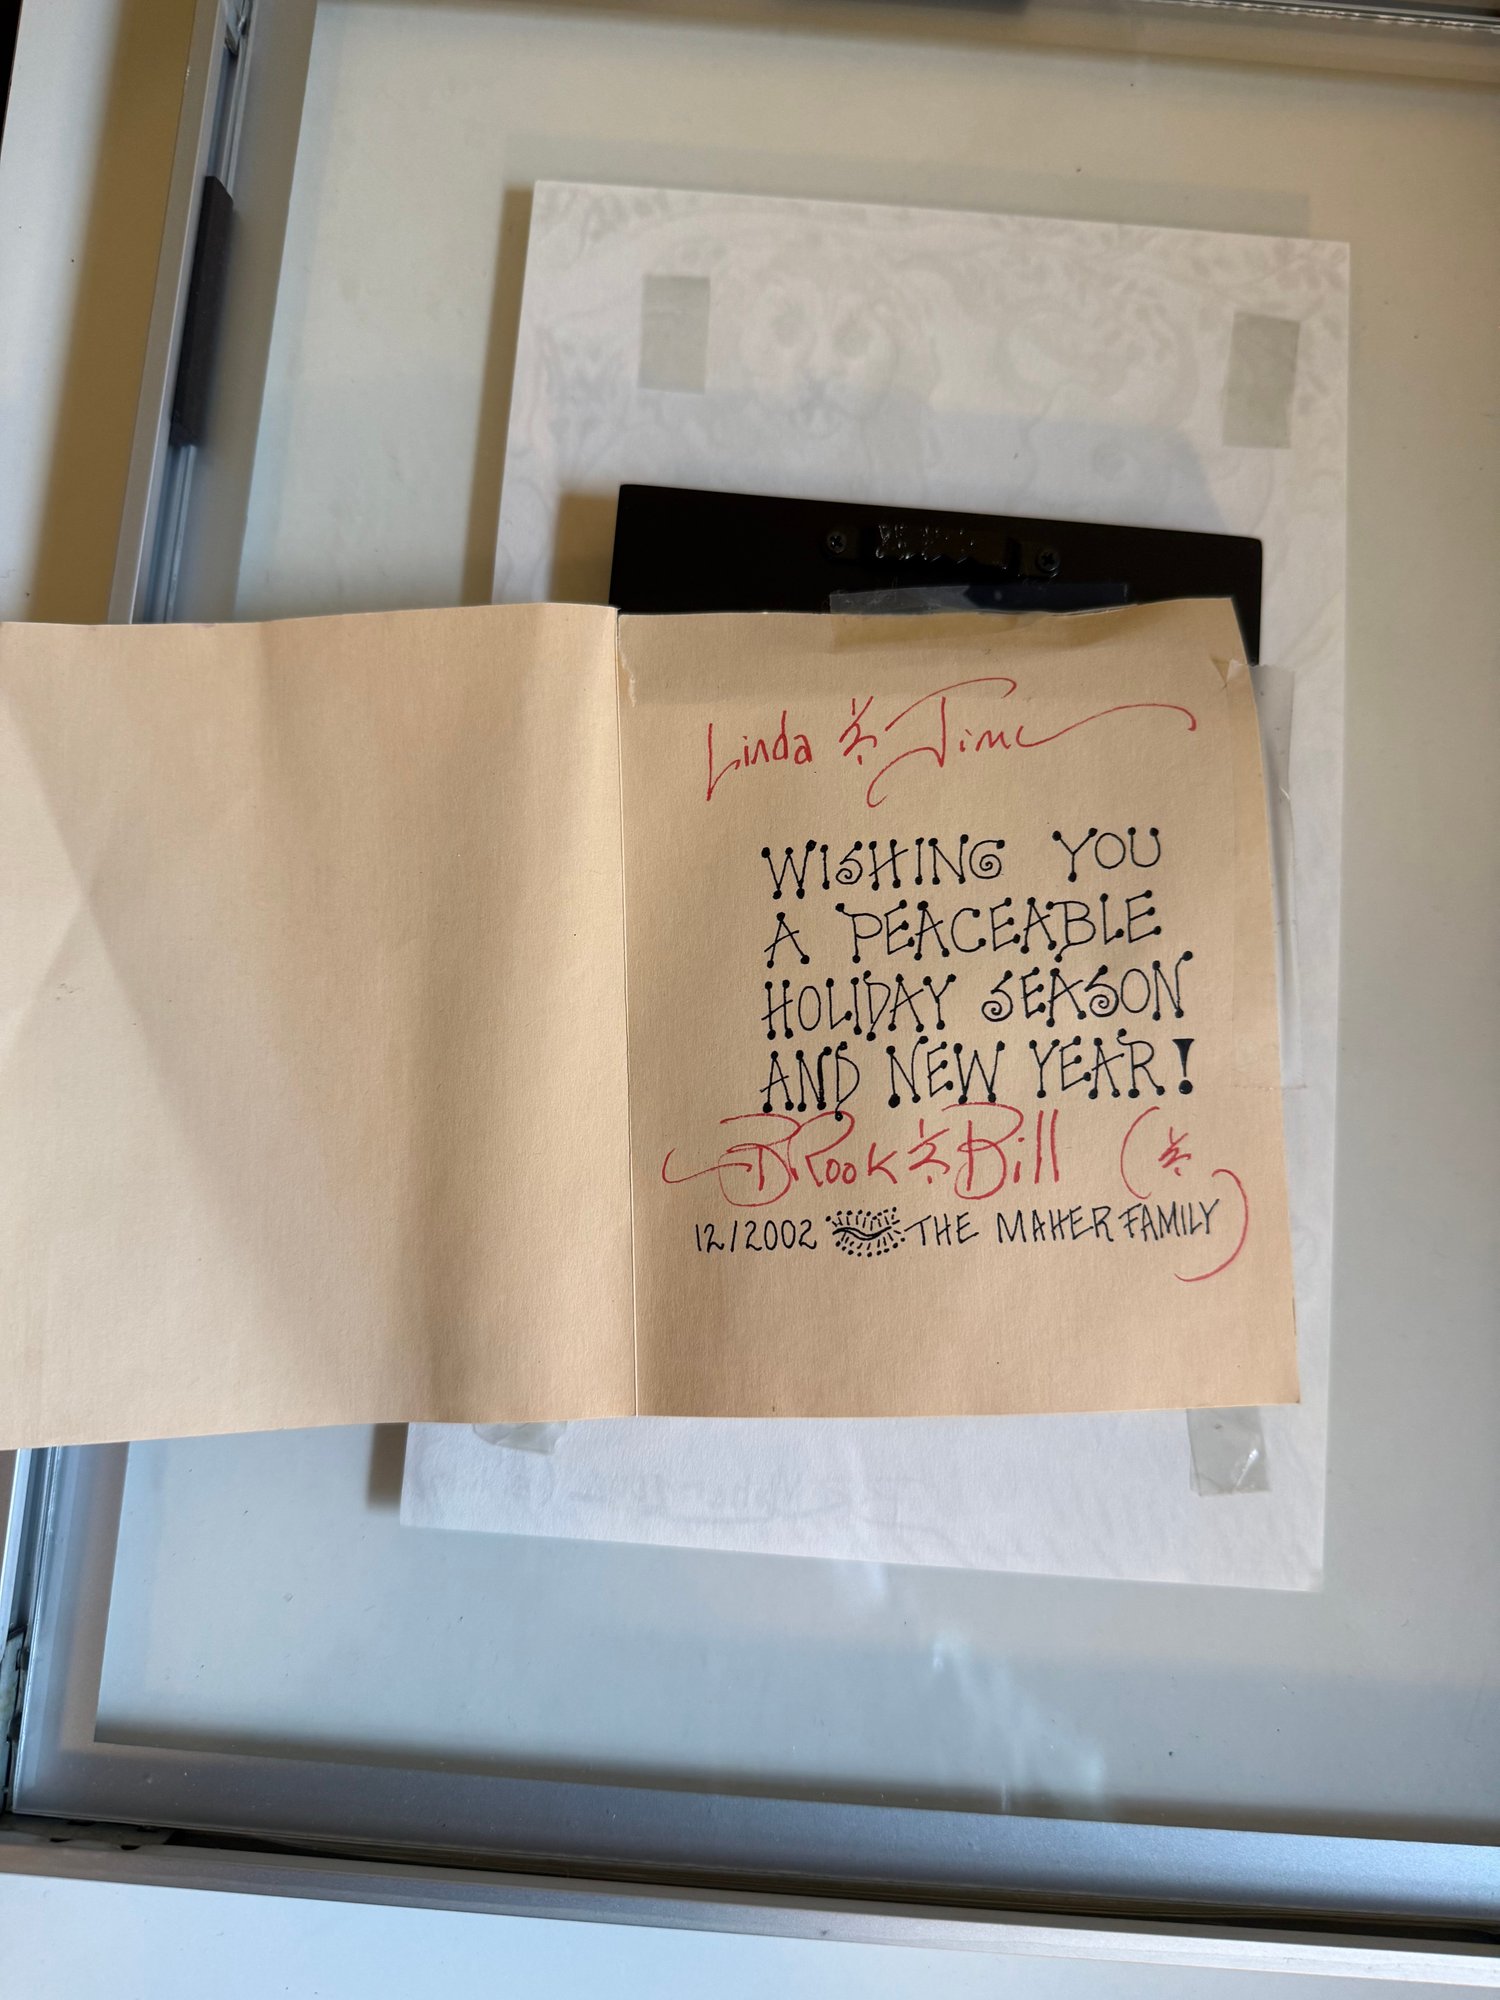 Linda & Jim
WISHING YOU
A PEACEABLE
HOLIDAY SEASON
AND NEW YEAR!
BRook & Bill (&
12/2002 THE MAHER FAMILY)